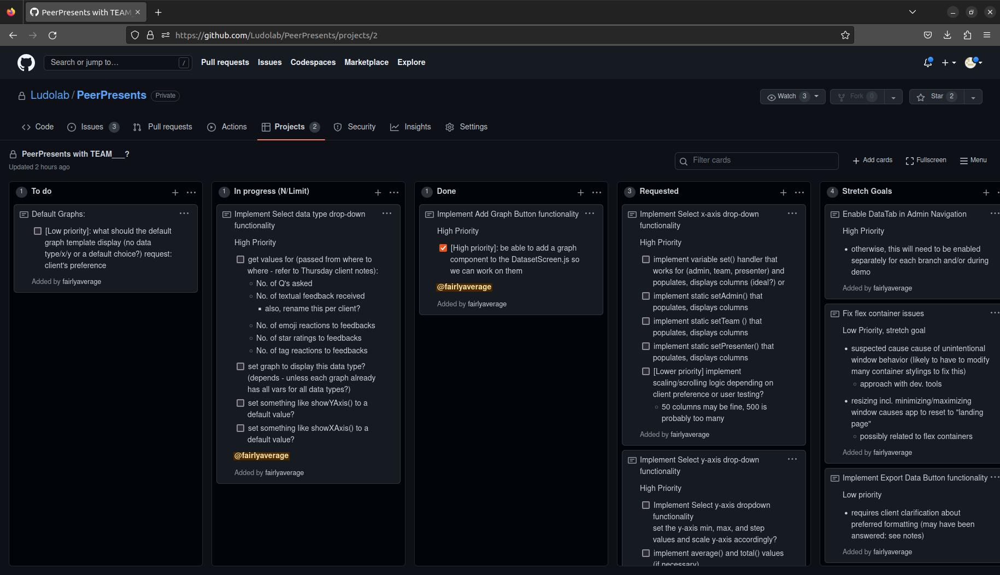 PeerPresents with TEAM_
https://github.com/Ludolab/PeerPresents/projects/2
Search or jump to…
/
Pull requests
Issues
Codespaces
Marketplace
Explore
Ludolab / PeerPresents
Private
Watch 3
Fork 0
Star 2
Code
Issues 3
Pull requests
Actions
Projects 2
Security
Insights
Settings
PeerPresents with TEAM___?
Updated 2 hours ago
Filter cards
Add cards
Fullscreen
Menu
1 To do
Default Graphs:
[Low priority]: what should the default
graph template display (no data
type/x/y or a default choice?) request:
client's preference
Added by fairlyaverage
1 In progress (N/Limit)
Implement Select data type drop-down
functionality
High Priority
get values for (passed from where to
where - refer to Thursday client notes):
No. of Q's asked
No. of textual feedback received
also, rename this per client?
No. of emoji reactions to feedbacks
No. of star ratings to feedbacks
No. of tag reactions to feedbacks
set graph to display this data type?
(depends - unless each graph already
has all vars for all data types?)
set something like showYAxis() to a
default value?
set something like showXAxis() to a
default value?
@fairlyaverage
Added by fairlyaverage
1 Done
Implement Add Graph Button functionality
High Priority
[High priority]: be able to add a graph
component to the DatasetScreen.js so
we can work on them
@fairlyaverage
Added by fairlyaverage
3 Requested
Implement Select x-axis drop-down
functionality
High Priority
implement variable set() handler that
works for (admin, team, presenter) and
populates, displays columns (ideal?) or
implement static setAdmin() that
populates, displays columns
implement static setTeam () that
populates, displays columns
implement static setPresenter() that
populates, displays columns
[Lower priority] implement
scaling/scrolling logic depending on
client preference or user testing?
50 columns may be fine, 500 is
probably too many
Added by fairlyaverage
Implement Select y-axis drop-down
functionality
High Priority
Implement Select y-axis dropdown
functionality
set the y-axis min, max, and step
values and scale y-axis accordingly?
implement average() and total() values
(if necessary)
4 Stretch Goals
Enable DataTab in Admin Navigation
High Priority
otherwise, this will need to be enabled
separately for each branch and/or during
demo
Added by fairlyaverage
Fix flex container issues
Low Priority, stretch goal
suspected cause cause of unintentional
window behavior (likely to have to modify
many container stylings to fix this)
approach with dev. tools
resizing incl. minimizing/maximizing
window causes app to reset to "landing
page"
possibly related to flex containers
Added by fairlyaverage
Implement Export Data Button functionality
Low priority
requires client clarification about
preferred formatting (may have been
answered: see notes)
Added by fairlyaverage